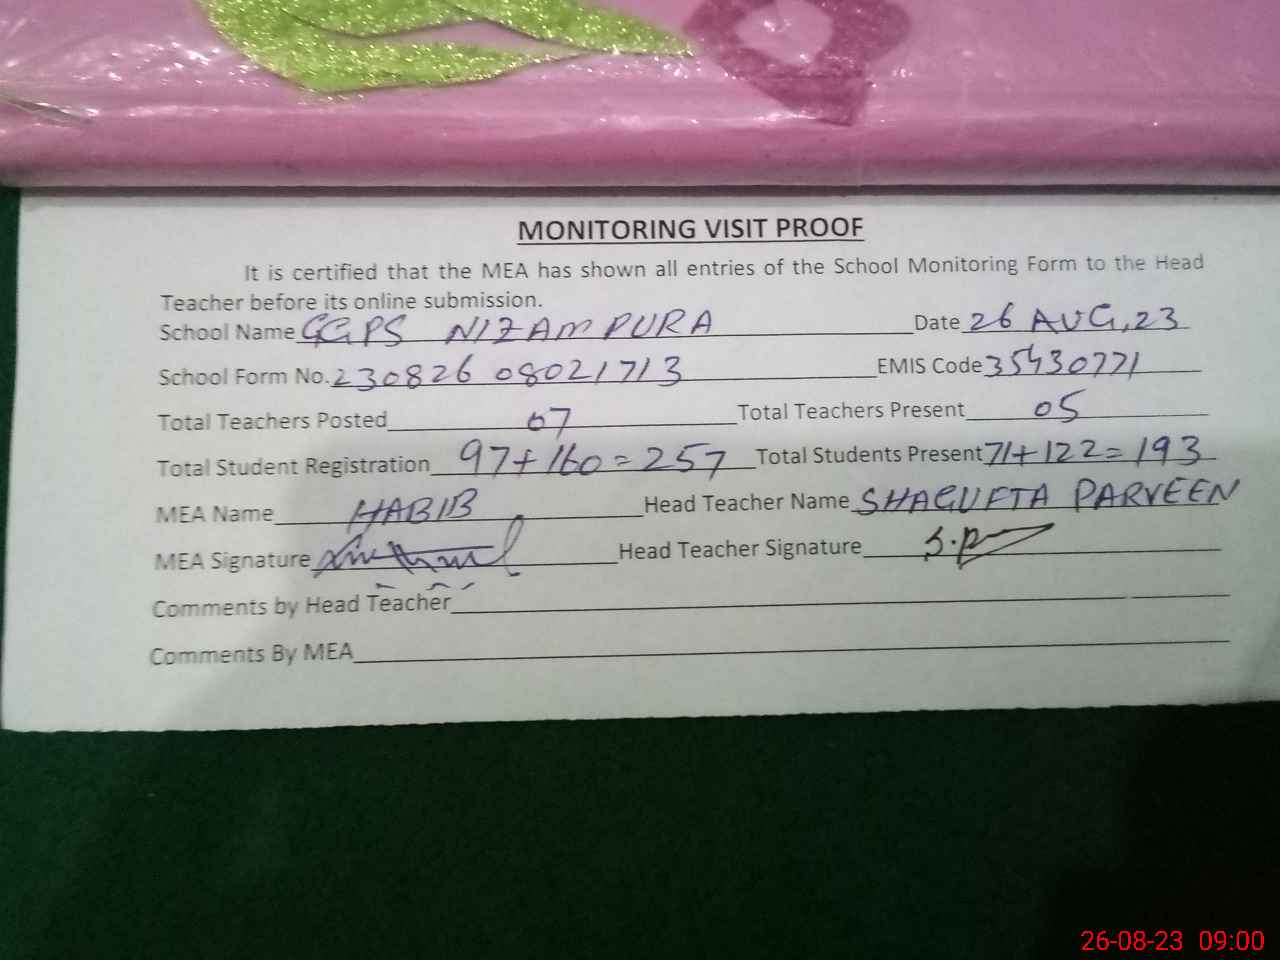 MONITORING VISIT PROOF
It is certified that the MEA has shown all entries of the School Monitoring Form to the Head
Teacher before its online submission.
School Name GGPS NIZAMPURA Date 26 AUG,23
School Form No. 230826 08021713 EMIS Code 35430771
Total Teachers Posted 07 Total Teachers Present 05
Total Student Registration 97+160=257 Total Students Present 71+122=193
MEA Name HABIB Head Teacher Name SHAGUFTA PARVEEN
MEA Signature Head Teacher Signature S.P
Comments by Head Teacher
Comments By MEA
26-08-23 09:00